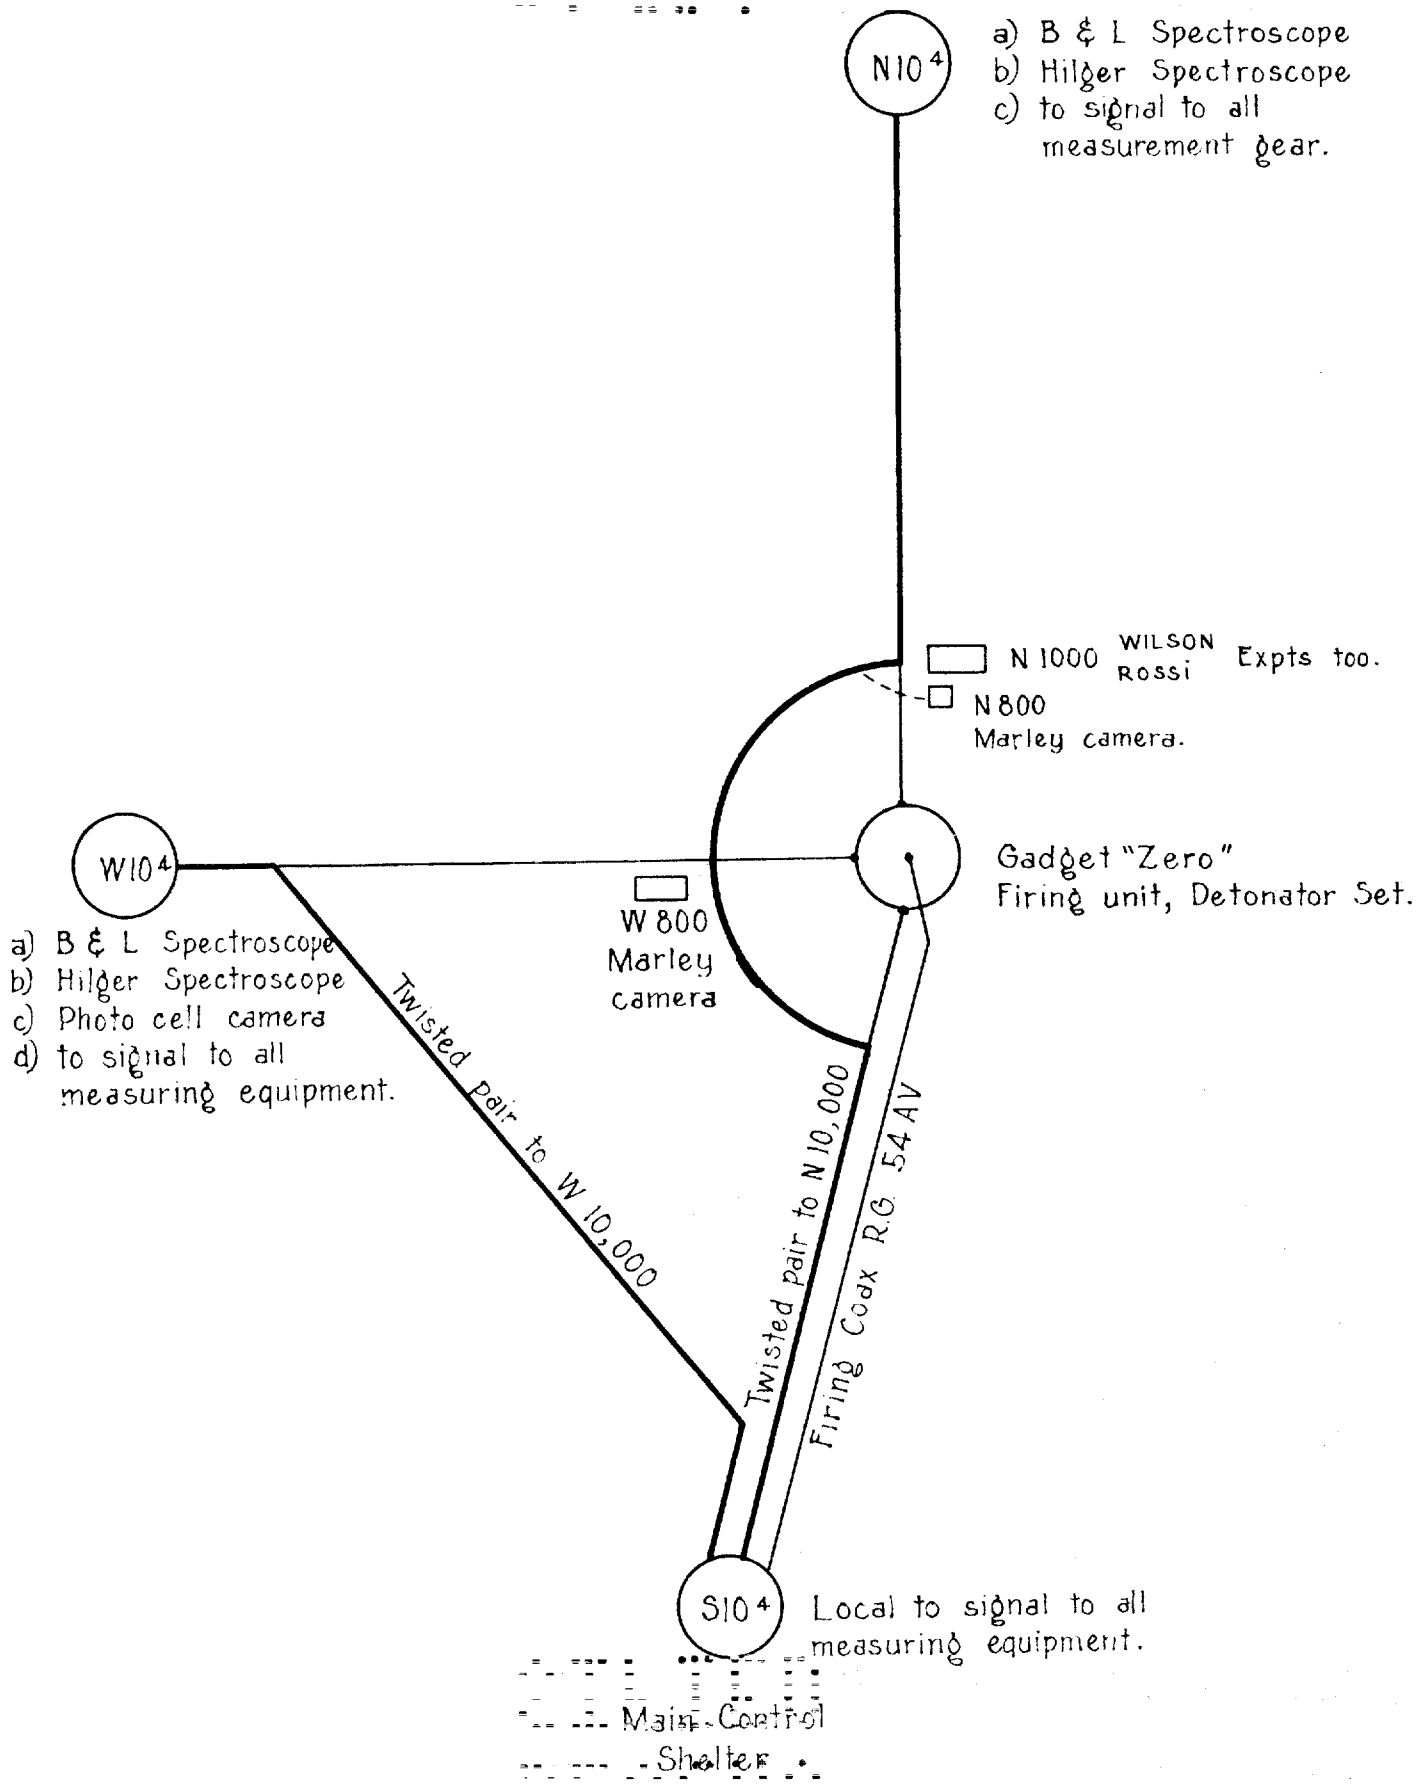 N10⁴
a) B & L Spectroscope
b) Hilger Spectroscope
c) to signal to all
measurement gear.
N 1000 WILSON ROSSi Expts too.
N 800
Marley camera.
W10⁴
a) B & L Spectroscope
b) Hilger Spectroscope
c) Photo cell camera
d) to signal to all
measuring equipment.
W 800
Marley
camera
Gadget "Zero"
Firing unit, Detonator Set.
Twisted pair to W 10,000
Twisted pair to N 10,000
Firing Coax R.G. 54 AV
S10⁴
Local to signal to all
measuring equipment.
Main Control
Shelter